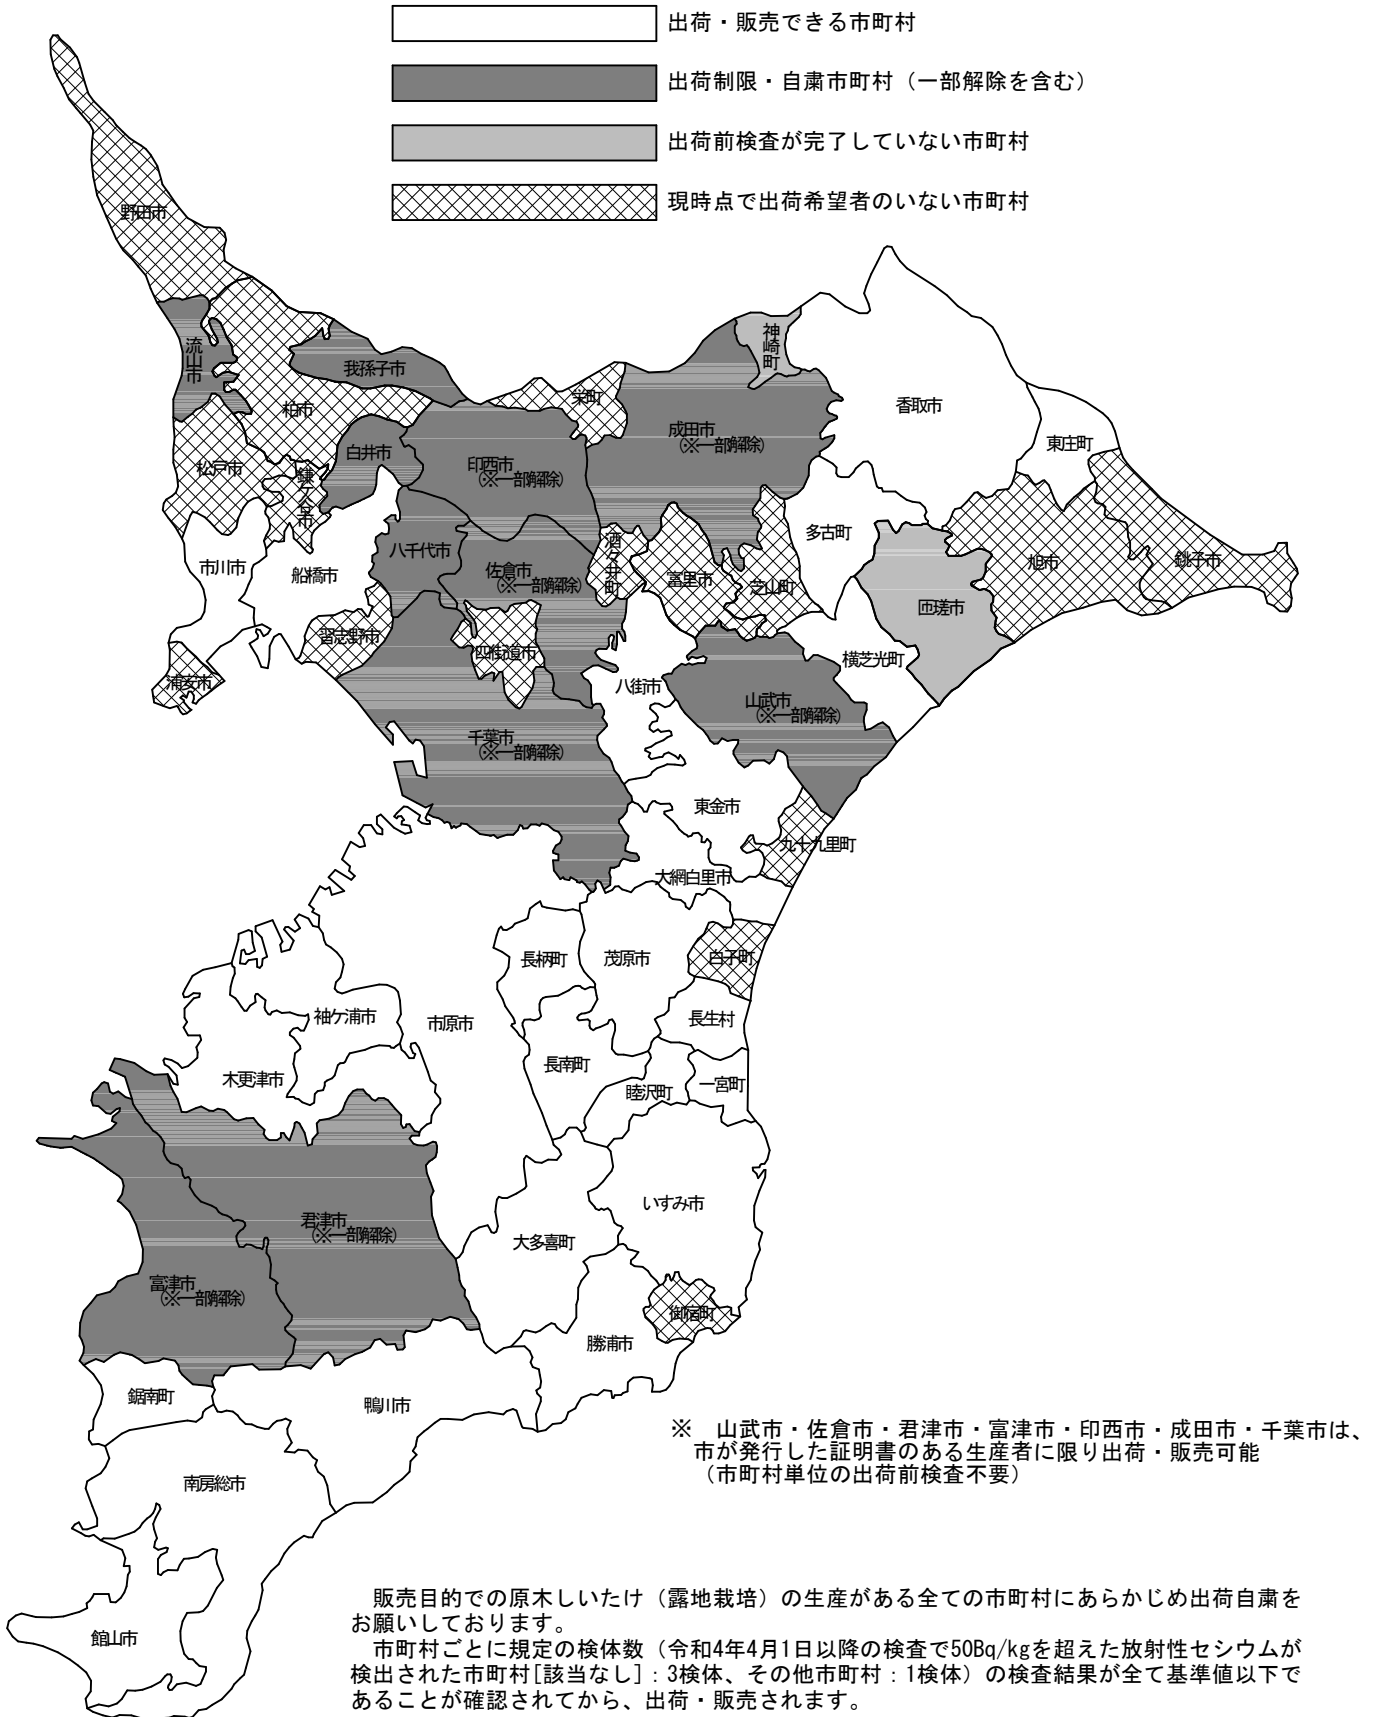 出荷・販売できる市町村
出荷制限・自粛市町村（一部解除を含む）
出荷前検査が完了していない市町村
現時点で出荷希望者のいない市町村
野田市
流山市
我孫子市
柏市
松戸市
鎌ケ谷市
白井市
印西市
（※一部解除）
栄町
成田市
（※一部解除）
神崎町
香取市
東庄町
銚子市
旭市
匝瑳市
多古町
芝山町
富里市
酒々井町
佐倉市
（※一部解除）
八千代市
船橋市
市川市
浦安市
習志野市
四街道市
八街市
山武市
（※一部解除）
横芝光町
千葉市
（※一部解除）
東金市
九十九里町
大網白里市
白子町
茂原市
長柄町
長生村
市原市
袖ケ浦市
木更津市
長南町
睦沢町
一宮町
いすみ市
君津市
（※一部解除）
大多喜町
富津市
（※一部解除）
御宿町
勝浦市
鋸南町
鴨川市
南房総市
館山市
※　山武市・佐倉市・君津市・富津市・印西市・成田市・千葉市は、
市が発行した証明書のある生産者に限り出荷・販売可能
（市町村単位の出荷前検査不要）
販売目的での原木しいたけ（露地栽培）の生産がある全ての市町村にあらかじめ出荷自粛を
お願いしております。
市町村ごとに規定の検体数（令和4年4月1日以降の検査で50Bq/kgを超えた放射性セシウムが
検出された市町村[該当なし]：3検体、その他市町村：1検体）の検査結果が全て基準値以下で
あることが確認されてから、出荷・販売されます。